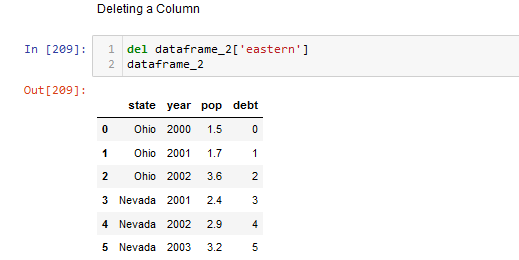 Deleting a Column
In [209]: 1 del dataframe_2['eastern']
2 dataframe_2
Out[209]:
state year pop debt
0 Ohio 2000 1.5 0
1 Ohio 2001 1.7 1
2 Ohio 2002 3.6 2
3 Nevada 2001 2.4 3
4 Nevada 2002 2.9 4
5 Nevada 2003 3.2 5